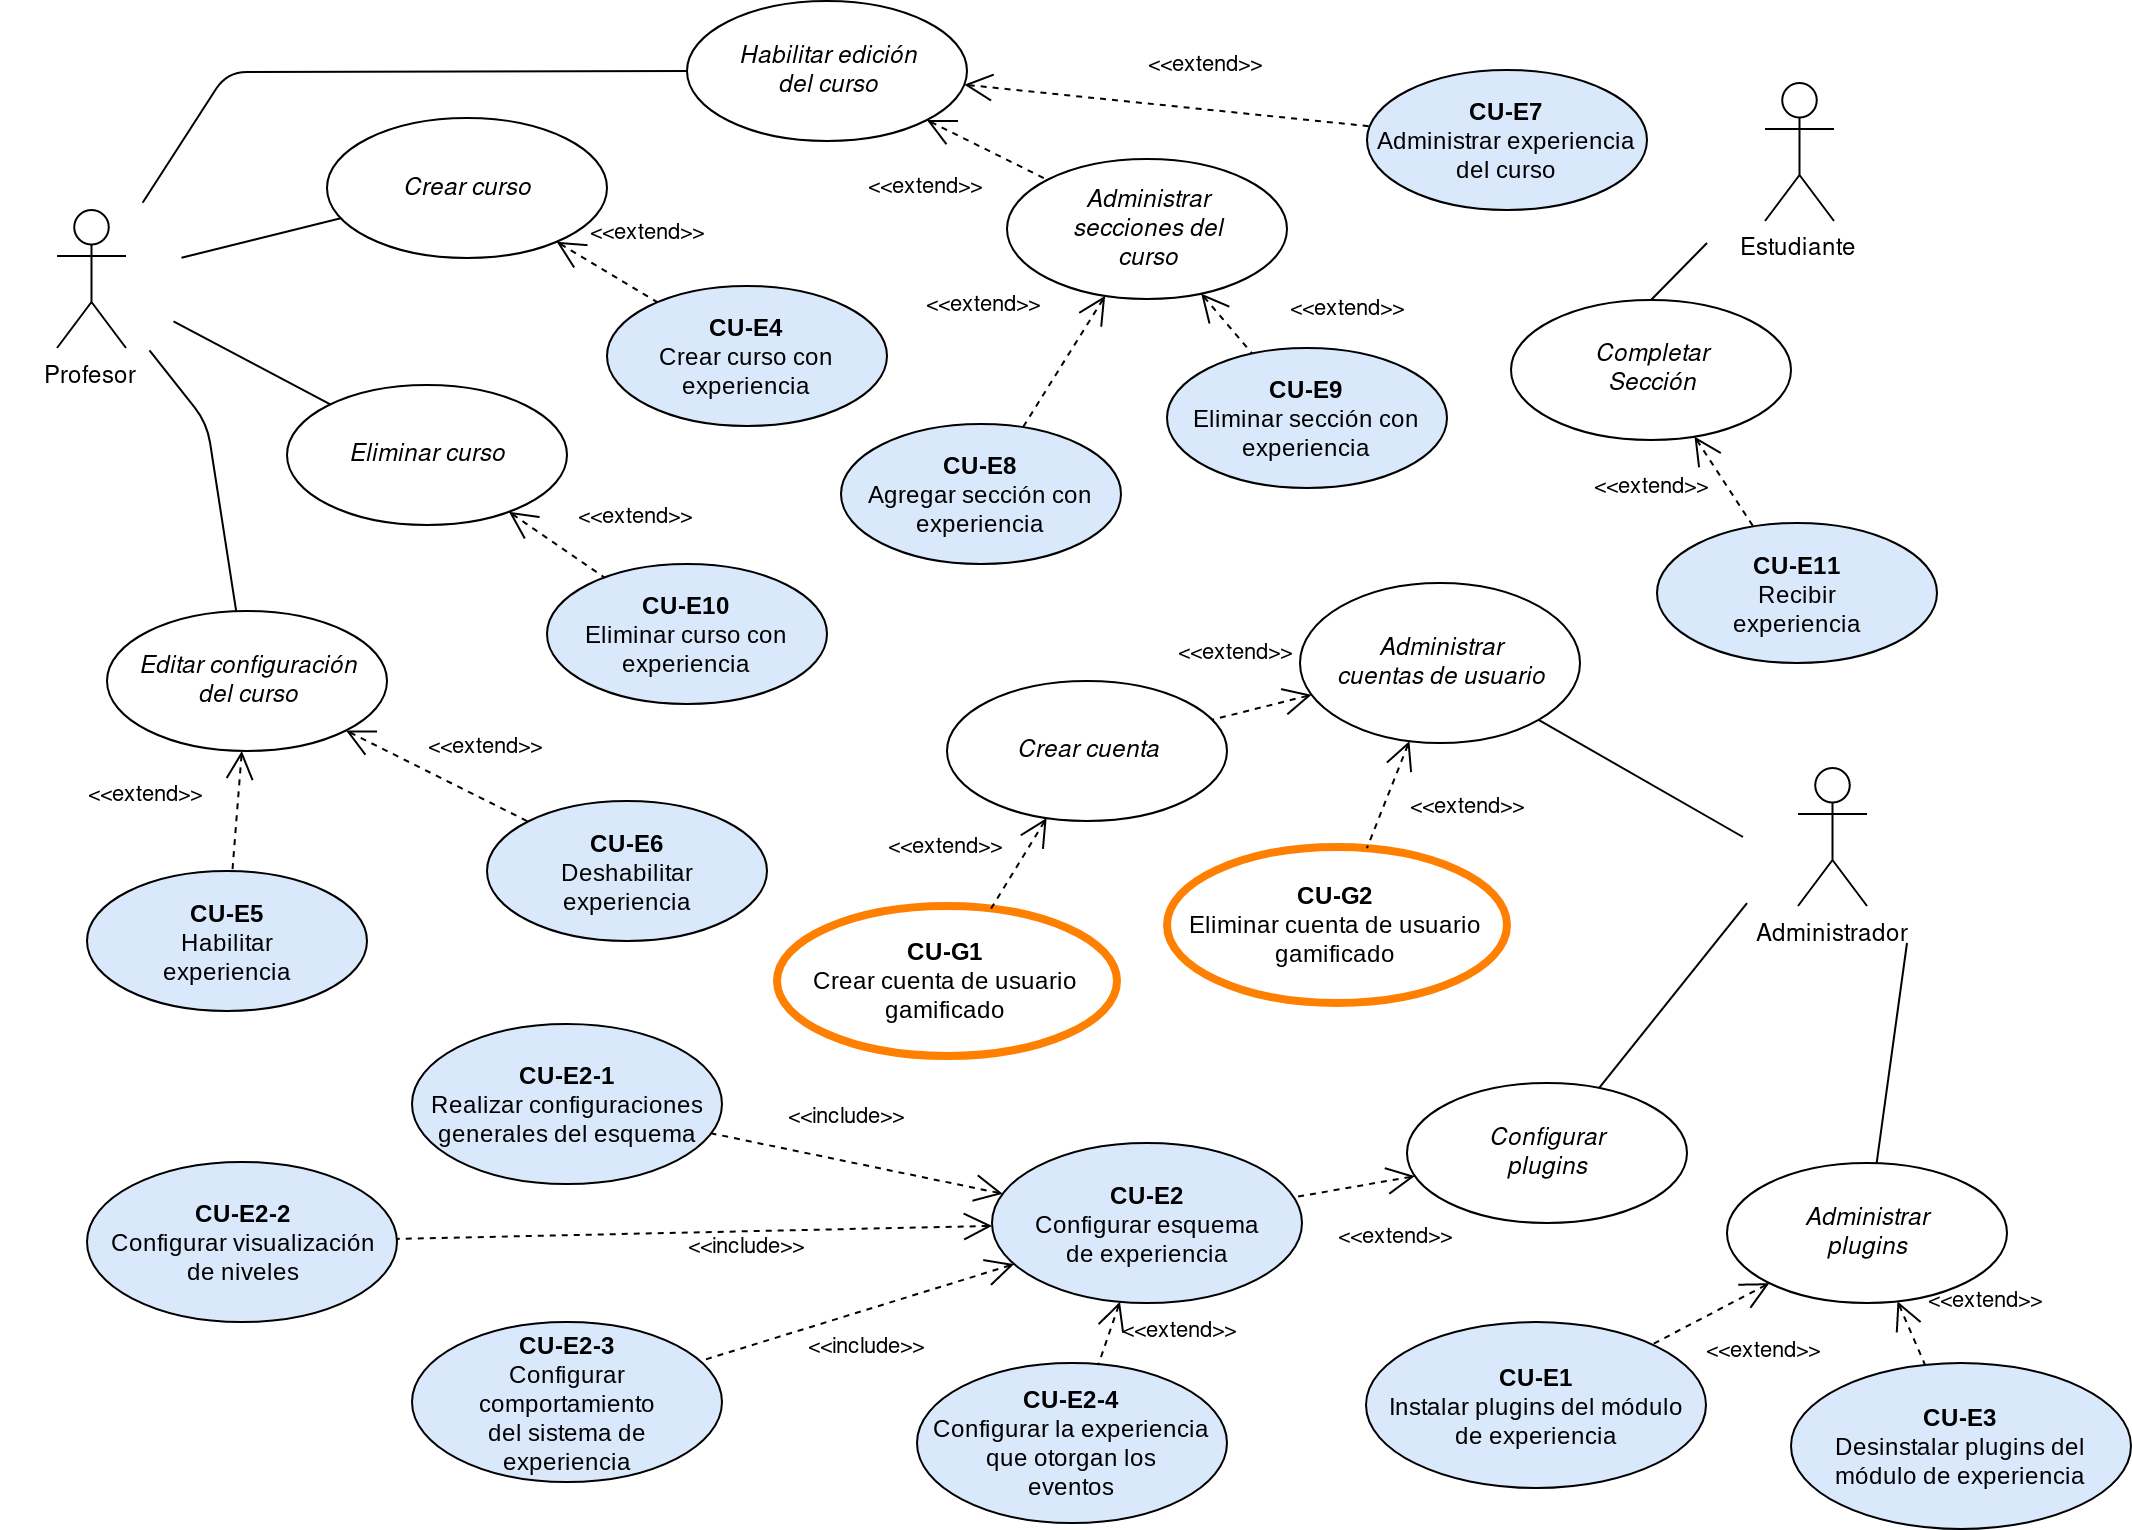 Habilitar edición
del curso
<<extend>>
CU-E7
Administrar experiencia
del curso
Crear curso
<<extend>>
<<extend>>
Administrar
secciones del
curso
Estudiante
Profesor
CU-E4
Crear curso con
experiencia
<<extend>>
<<extend>>
CU-E9
Eliminar sección con
experiencia
Completar
Sección
Eliminar curso
CU-E8
Agregar sección con
experiencia
<<extend>>
<<extend>>
CU-E10
Eliminar curso con
experiencia
CU-E11
Recibir
experiencia
Editar configuración
del curso
<<extend>>
Administrar
cuentas de usuario
<<extend>>
<<extend>>
Crear cuenta
<<extend>>
<<extend>>
CU-E6
Deshabilitar
experiencia
CU-E5
Habilitar
experiencia
CU-G1
Crear cuenta de usuario
gamificado
CU-G2
Eliminar cuenta de usuario
gamificado
Administrador
CU-E2-1
Realizar configuraciones
generales del esquema
<<include>>
Configurar
plugins
CU-E2-2
Configurar visualización
de niveles
<<include>>
CU-E2
Configurar esquema
de experiencia
<<extend>>
Administrar
plugins
<<extend>>
CU-E2-3
Configurar
comportamiento
del sistema de
experiencia
<<include>>
<<extend>>
CU-E2-4
Configurar la experiencia
que otorgan los
eventos
<<extend>>
CU-E1
Instalar plugins del módulo
de experiencia
CU-E3
Desinstalar plugins del
módulo de experiencia